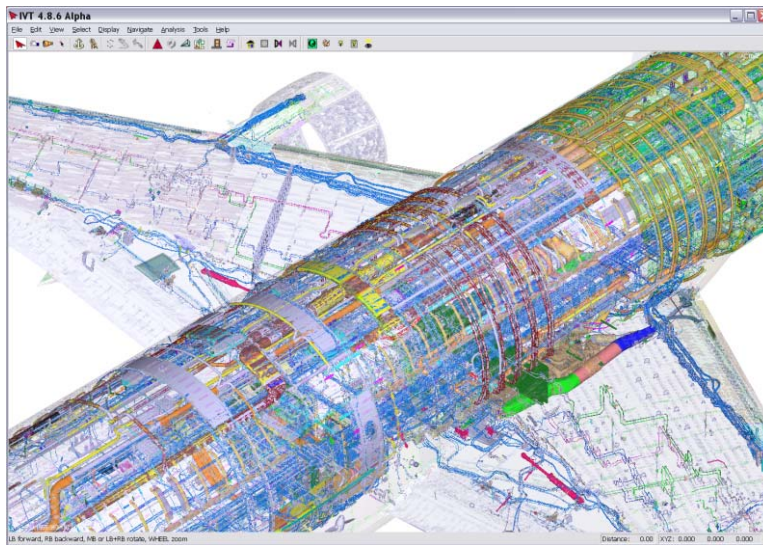 IVT 4.8.6 Alpha
File Edit View Select Display Navigate Analysis Tools Help
LB forward, RB backward, MB or LB+RB rotate, WHEEL zoom Distance: 0.00 XYZ: 0.000 0.000 0.000